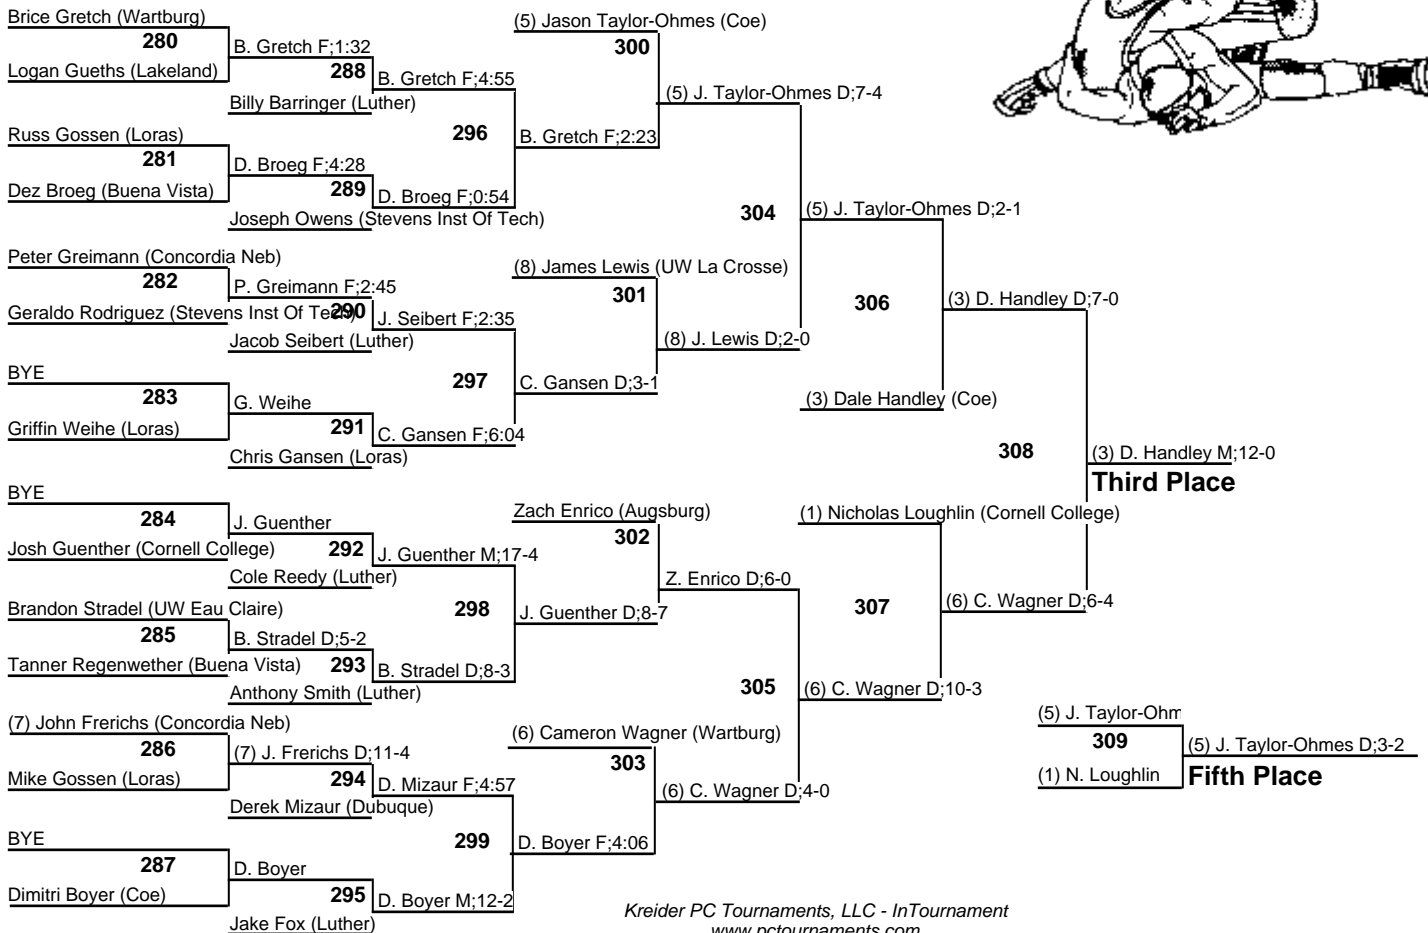 Brice Gretch (Wartburg)
280
Logan Gueths (Lakeland)
B. Gretch F;1:32
288
Billy Barringer (Luther)
B. Gretch F;4:55
Russ Gossen (Loras)
281
Dez Broeg (Buena Vista)
D. Broeg F;4:28
289
Joseph Owens (Stevens Inst Of Tech)
D. Broeg F;0:54
296
B. Gretch F;2:23
(5) Jason Taylor-Ohmes (Coe)
300
(5) J. Taylor-Ohmes D;7-4
Peter Greimann (Concordia Neb)
282
Geraldo Rodriguez (Stevens Inst Of Tech)
P. Greimann F;2:45
290
Jacob Seibert (Luther)
J. Seibert F;2:35
BYE
283
Griffin Weihe (Loras)
G. Weihe
291
Chris Gansen (Loras)
C. Gansen F;6:04
297
C. Gansen D;3-1
(8) James Lewis (UW La Crosse)
301
(8) J. Lewis D;2-0
304
(5) J. Taylor-Ohmes D;2-1
306
(3) Dale Handley (Coe)
(3) D. Handley D;7-0
BYE
284
Josh Guenther (Cornell College)
J. Guenther
292
Cole Reedy (Luther)
J. Guenther M;17-4
Brandon Stradel (UW Eau Claire)
285
Tanner Regenwether (Buena Vista)
B. Stradel D;5-2
293
Anthony Smith (Luther)
B. Stradel D;8-3
298
J. Guenther D;8-7
Zach Enrico (Augsburg)
302
Z. Enrico D;6-0
(7) John Frerichs (Concordia Neb)
286
Mike Gossen (Loras)
(7) J. Frerichs D;11-4
294
Derek Mizaur (Dubuque)
D. Mizaur F;4:57
BYE
287
Dimitri Boyer (Coe)
D. Boyer
295
Jake Fox (Luther)
D. Boyer M;12-2
299
D. Boyer F;4:06
(6) Cameron Wagner (Wartburg)
303
(6) C. Wagner D;4-0
305
(6) C. Wagner D;10-3
(1) Nicholas Loughlin (Cornell College)
307
(6) C. Wagner D;6-4
308
(3) D. Handley M;12-0
Third Place
(5) J. Taylor-Ohm
309
(1) N. Loughlin
(5) J. Taylor-Ohmes D;3-2
Fifth Place
Kreider PC Tournaments, LLC - InTournament
www.pctournaments.com